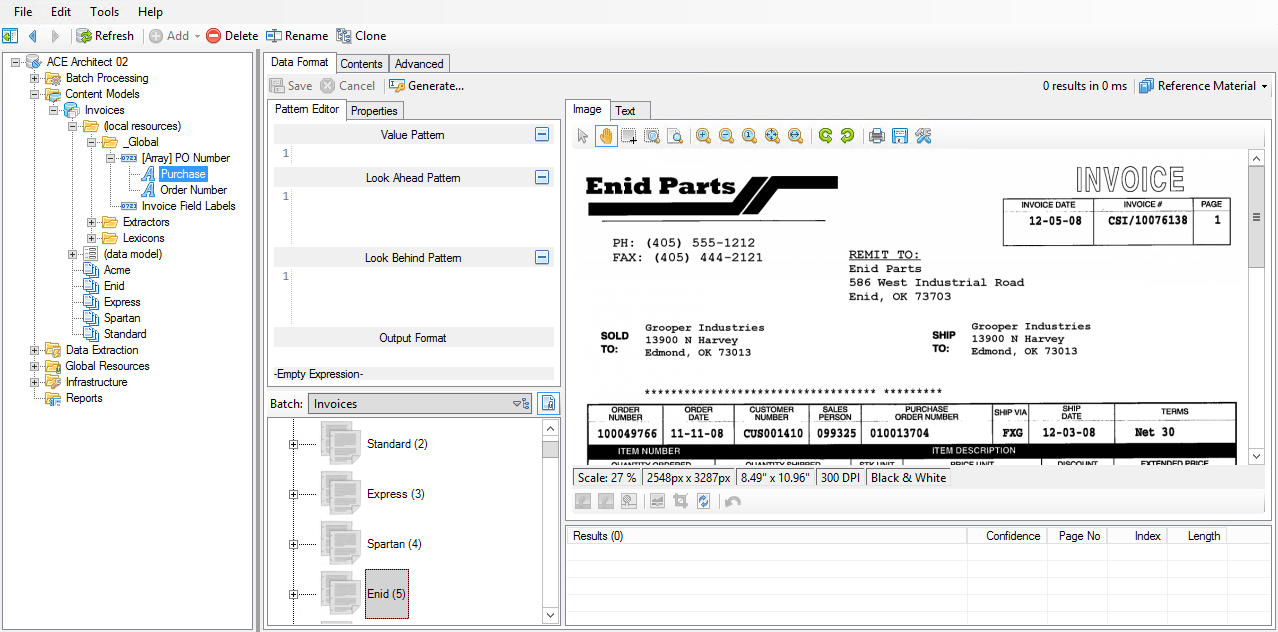 File Edit Tools Help
Refresh Add Delete Rename Clone
ACE Architect 02
Batch Processing
Content Models
Invoices
(local resources)
_Global
[Array] PO Number
Purchase
Order Number
Invoice Field Labels
Extractors
Lexicons
(data model)
Acme
Enid
Express
Spartan
Standard
Data Extraction
Global Resources
Infrastructure
Reports
Data Format Contents Advanced
Save Cancel Generate...
0 results in 0 ms Reference Material
Pattern Editor Properties
Value Pattern
1
Look Ahead Pattern
1
Look Behind Pattern
1
Output Format
-Empty Expression-
Batch: Invoices
Standard (2)
Express (3)
Spartan (4)
Enid (5)
Image Text
Enid Parts
INVOICE
INVOICE DATE INVOICE # PAGE
12-05-08 CSI/10076138 1
PH: (405) 555-1212
FAX: (405) 444-2121
REMIT TO:
Enid Parts
586 West Industrial Road
Enid, OK 73703
SOLD TO:
Grooper Industries
13900 N Harvey
Edmond, OK 73013
SHIP TO:
Grooper Industries
13900 N Harvey
Edmond, OK 73013
*********************************** *********
ORDER NUMBER ORDER DATE CUSTOMER NUMBER SALES PERSON PURCHASE ORDER NUMBER SHIP VIA SHIP DATE TERMS
100049766 11-11-08 CUS001410 099325 010013704 FXG 12-03-08 Net 30
ITEM NUMBER ITEM DESCRIPTION
QUANTITY ORDERED QUANTITY SHIPPED STK UNIT PRICE UNIT DISCOUNT EXTENDED PRICE
Scale: 27 % 2548px x 3287px 8.49" x 10.96" 300 DPI Black & White
Results (0) Confidence Page No Index Length